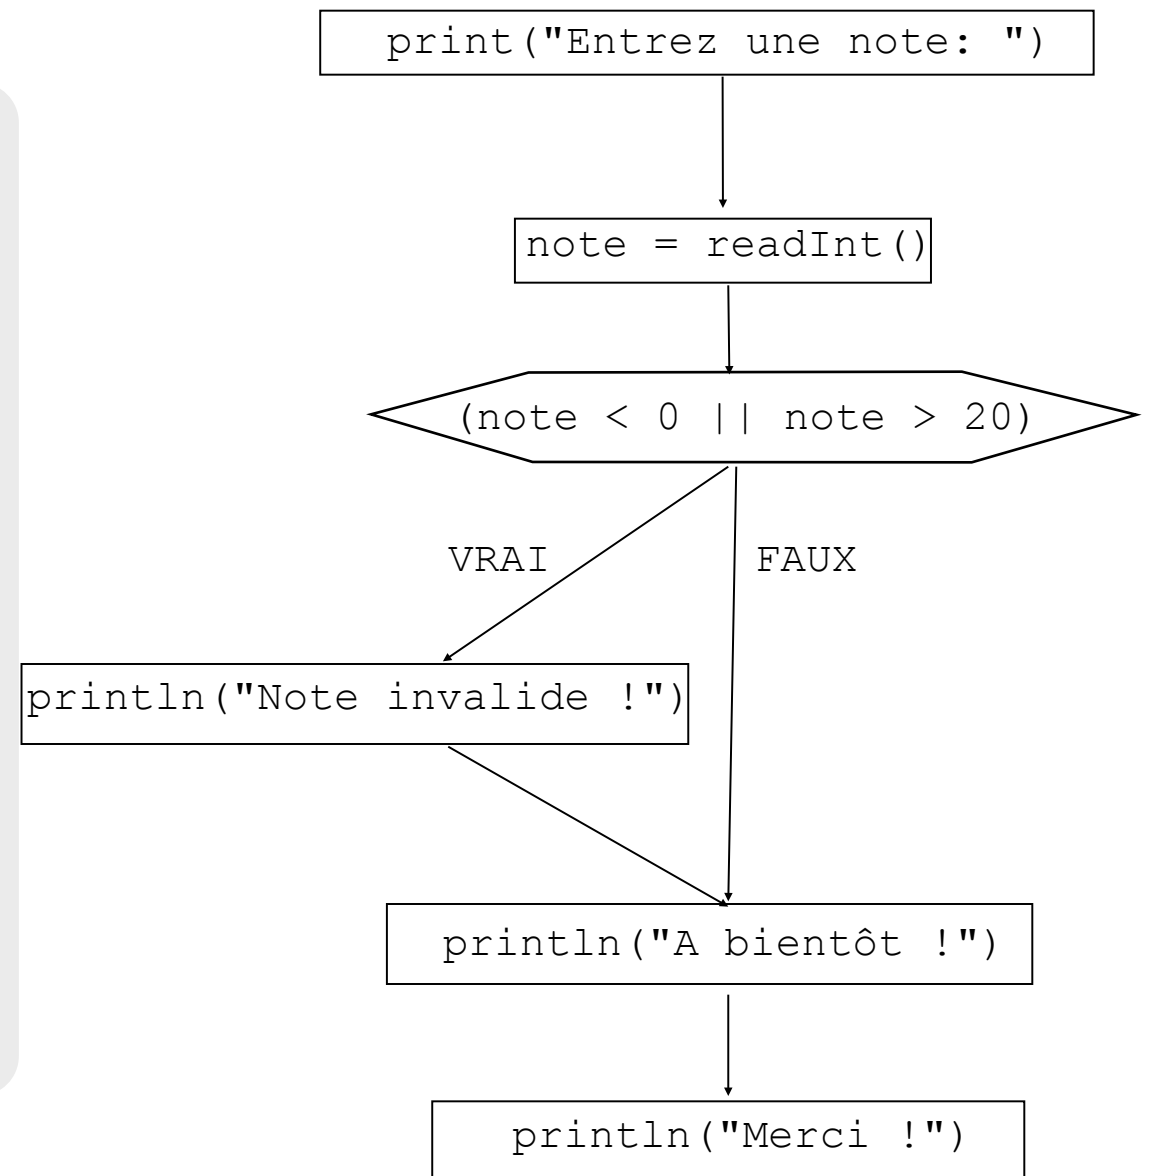 print("Entrez une note: ")
note = readInt()
(note < 0 || note > 20)
VRAI
FAUX
println("Note invalide !")
println("A bientôt !")
println("Merci !")